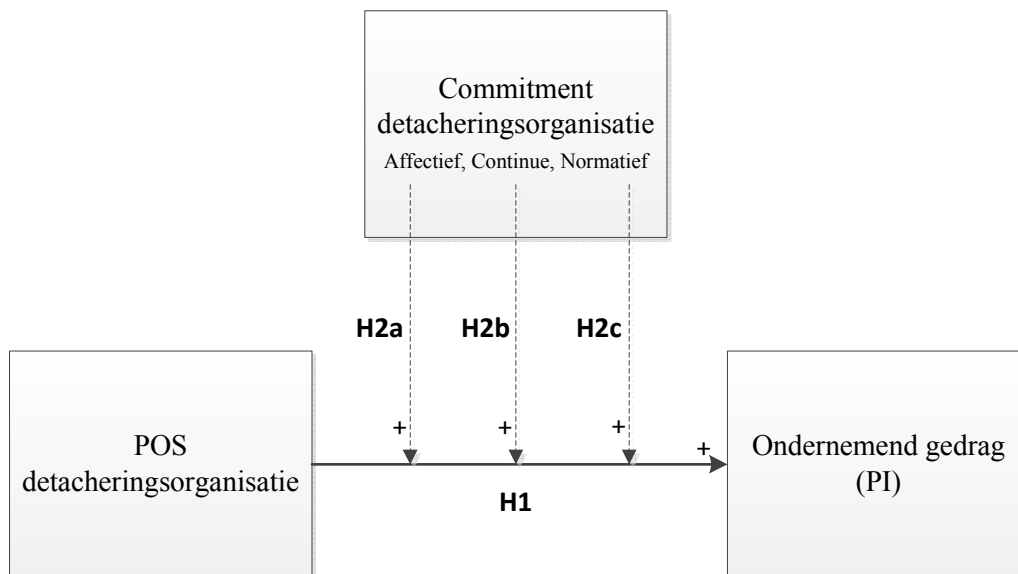 Commitment
detacheringsorganisatie
Affectief, Continue, Normatief
H2a
H2b
H2c
POS
detacheringsorganisatie
+
+
+
+
H1
Ondernemend gedrag
(PI)